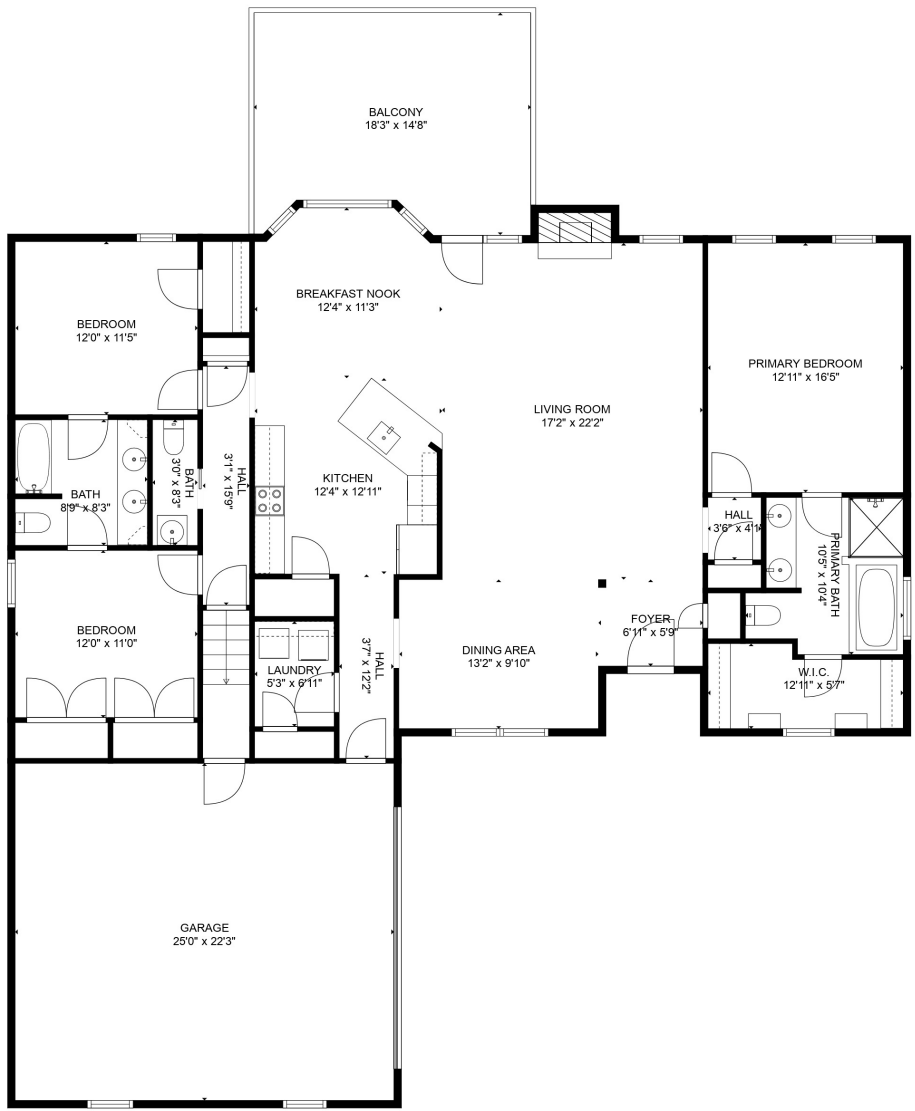 BALCONY
18'3" x 14'8"
BREAKFAST NOOK
12'4" x 11'3"
BEDROOM
12'0" x 11'5"
PRIMARY BEDROOM
12'11" x 16'5"
LIVING ROOM
17'2" x 22'2"
KITCHEN
12'4" x 12'11"
HALL
3'1" x 15'9"
BATH
3'0" x 8'3"
BATH
8'9" x 8'3"
HALL
3'6" x 4'1"
PRIMARY BATH
10'5" x 10'4"
BEDROOM
12'0" x 11'0"
FOYER
6'11" x 5'9"
DINING AREA
13'2" x 9'10"
HALL
3'7" x 12'2"
LAUNDRY
5'3" x 6'11"
W.I.C.
12'11" x 5'7"
GARAGE
25'0" x 22'3"